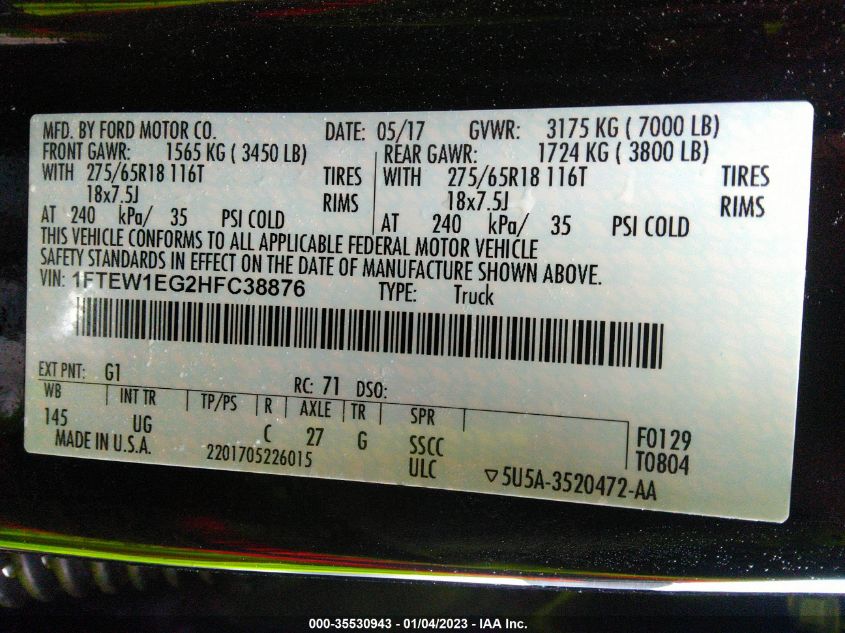 MFD. BY FORD MOTOR CO. DATE: 05/17 GVWR: 3175 KG ( 7000 LB)
FRONT GAWR: 1565 KG ( 3450 LB) REAR GAWR: 1724 KG ( 3800 LB)
WITH 275/65R18 116T TIRES WITH 275/65R18 116T TIRES
18x7.5J RIMS 18x7.5J RIMS
AT 240 kPa/ 35 PSI COLD AT 240 kPa/ 35 PSI COLD
THIS VEHICLE CONFORMS TO ALL APPLICABLE FEDERAL MOTOR VEHICLE
SAFETY STANDARDS IN EFFECT ON THE DATE OF MANUFACTURE SHOWN ABOVE.
VIN: 1FTEW1EG2HFC38876 TYPE: Truck
EXT PNT: G1 RC: 71 DSO:
WB INT TR TP/PS R AXLE TR SPR
145 UG C 27 G SSCC F0129
MADE IN U.S.A. 2201705226015 ULC ▽5U5A-3520472-AA T0804
000-35530943 - 01/04/2023 - IAA Inc.